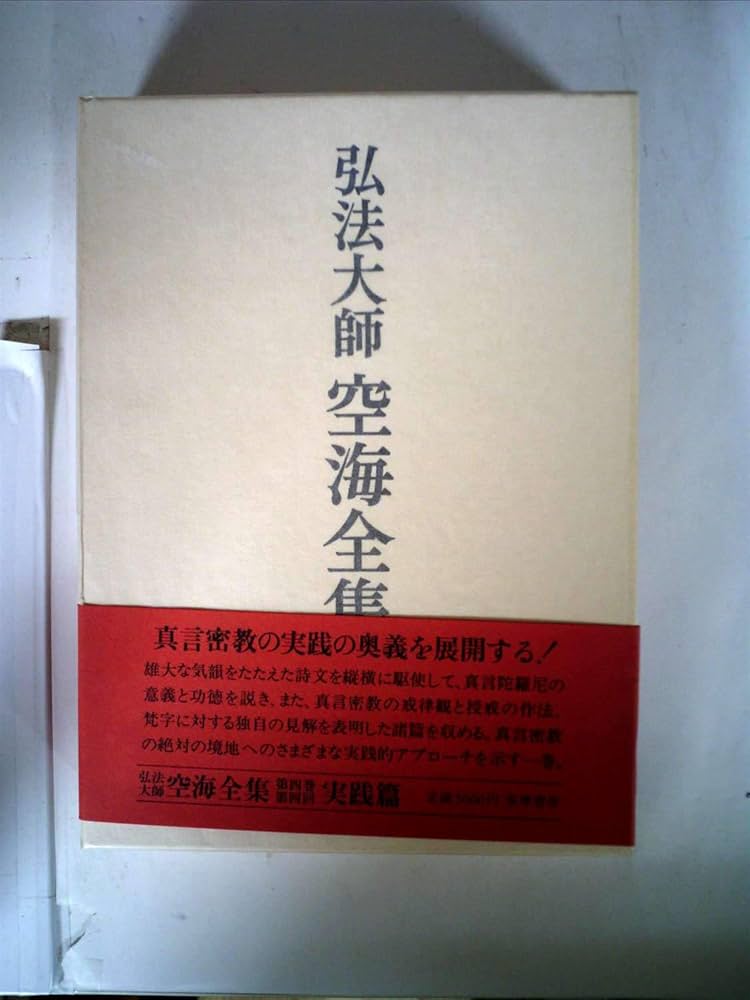 弘法大師 空海全集
真言密教の実践の奥義を展開する!
雄大な気韻をたたえた詩文を縦横に駆使して、真言陀羅尼の
意義と功徳を説き、また、真言密教の戒律観と授戒の作法、
梵字に対する独自の見解を表明した諸篇を収める。真言密教
の絶対の境地へのさまざまな実践的アプローチを示す一巻。
弘法大師 空海全集 第四巻 第四回 実践篇